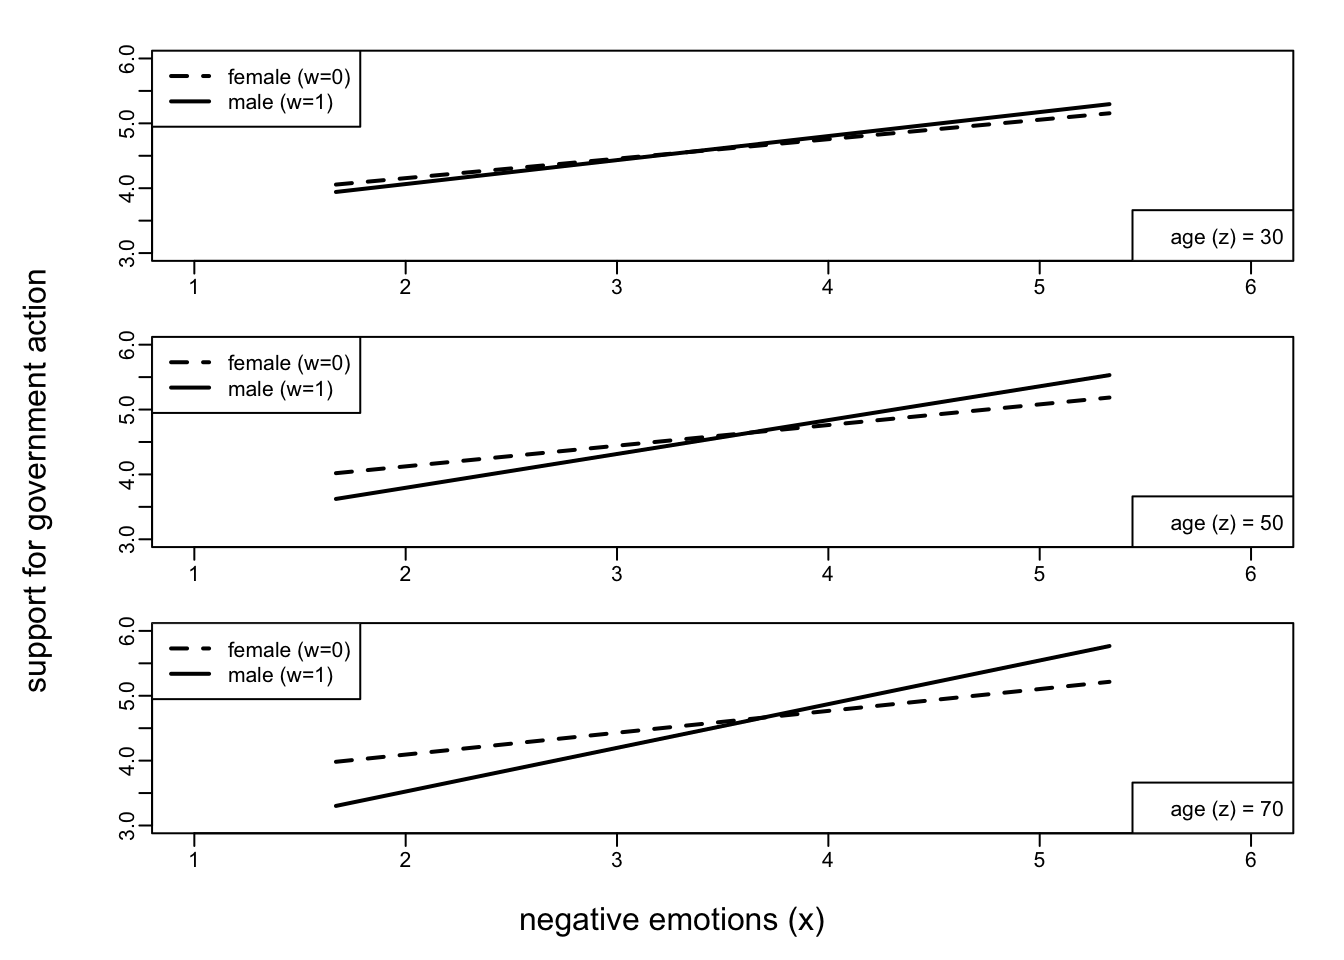 support for government action
6.0
5.0
4.0
3.0
female (w=0)
male (w=1)
age (z) = 30
1 2 3 4 5 6
6.0
5.0
4.0
3.0
female (w=0)
male (w=1)
age (z) = 50
1 2 3 4 5 6
6.0
5.0
4.0
3.0
female (w=0)
male (w=1)
age (z) = 70
1 2 3 4 5 6
negative emotions (x)